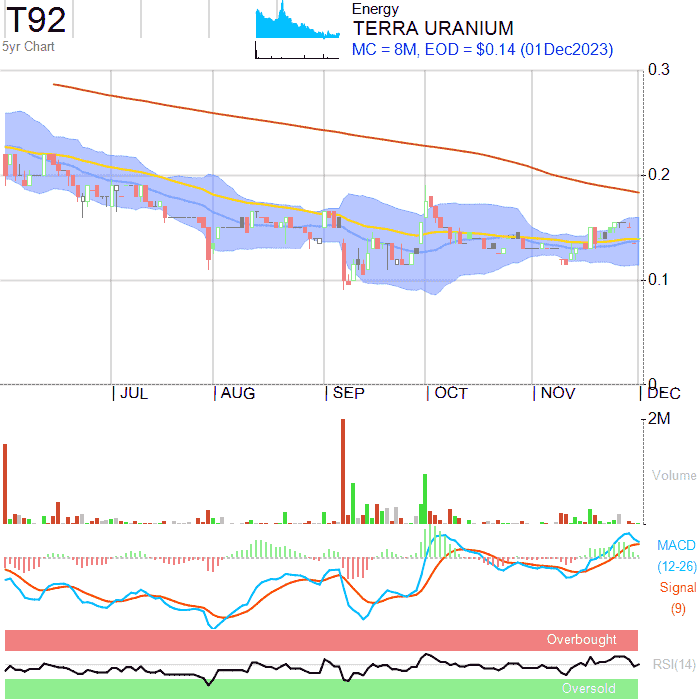 T92
5yr Chart
Energy
TERRA URANIUM
MC = 8M, EOD = $0.14 (01Dec2023)
0.3
0.2
0.1
0
JUL AUG SEP OCT NOV DEC
2M
Volume
MACD
(12-26)
Signal
(9)
Overbought
RSI(14)
Oversold